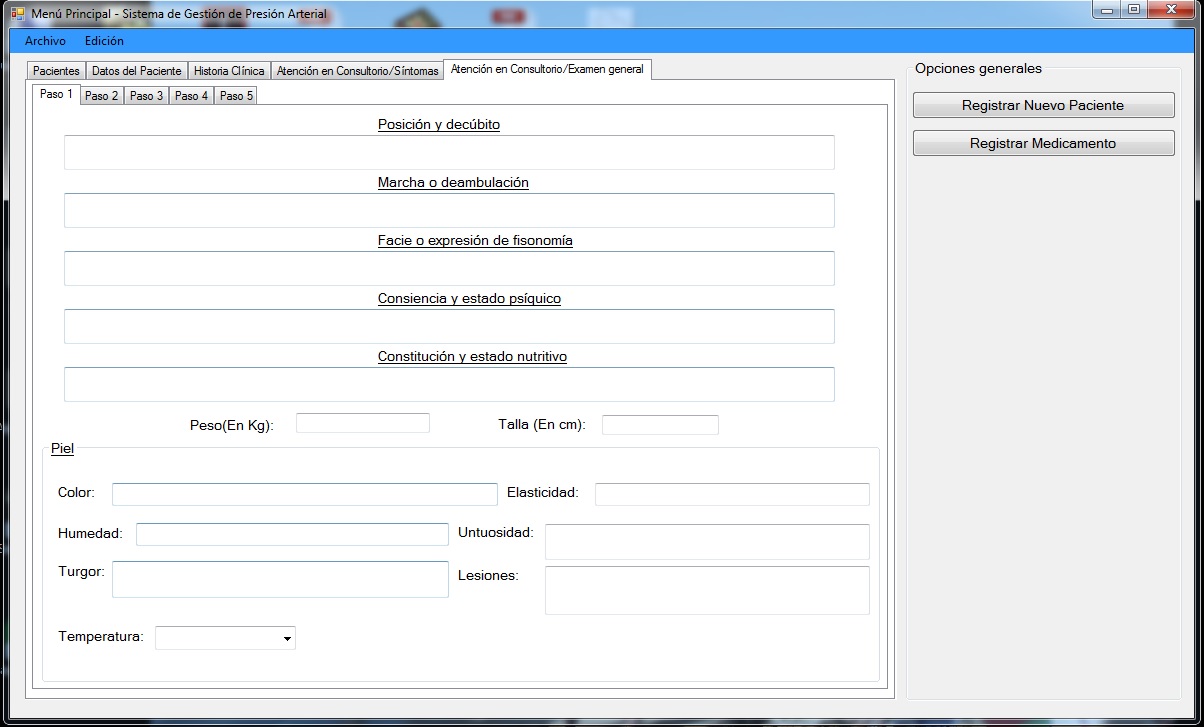 Menú Principal - Sistema de Gestión de Presión Arterial
Archivo Edición
Pacientes Datos del Paciente Historia Clínica Atención en Consultorio/Síntomas Atención en Consultorio/Examen general
Paso 1 Paso 2 Paso 3 Paso 4 Paso 5
Posición y decúbito
Marcha o deambulación
Facie o expresión de fisonomía
Consiencia y estado psíquico
Constitución y estado nutritivo
Peso(En Kg): Talla (En cm):
Piel
Color: Elasticidad:
Humedad: Untuosidad:
Turgor: Lesiones:
Temperatura:
Opciones generales
Registrar Nuevo Paciente
Registrar Medicamento